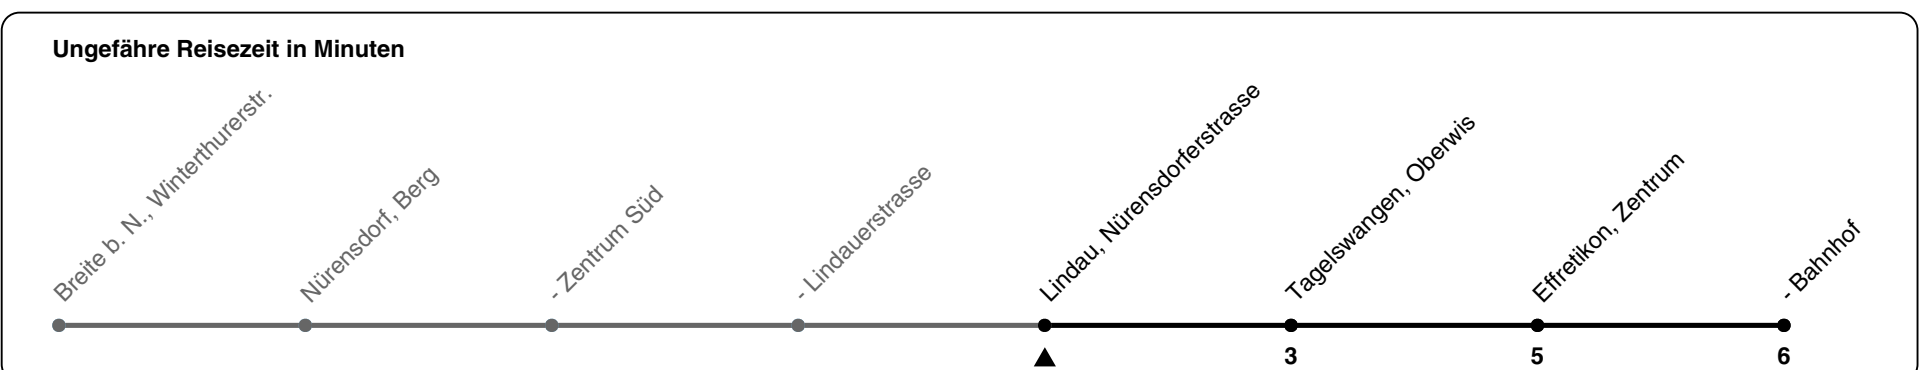 Ungefähre Reisezeit in Minuten
Breite b. N., Winterthurerstr.
Nürensdorf, Berg
- Zentrum Süd
- Lindauerstrasse
Lindau, Nürensdorferstrasse
Tagelswangen, Oberwis
Effretikon, Zentrum
- Bahnhof
3 5 6